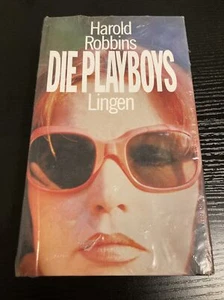 Harold
Robbins
DIE PLAYBOYS
Lingen